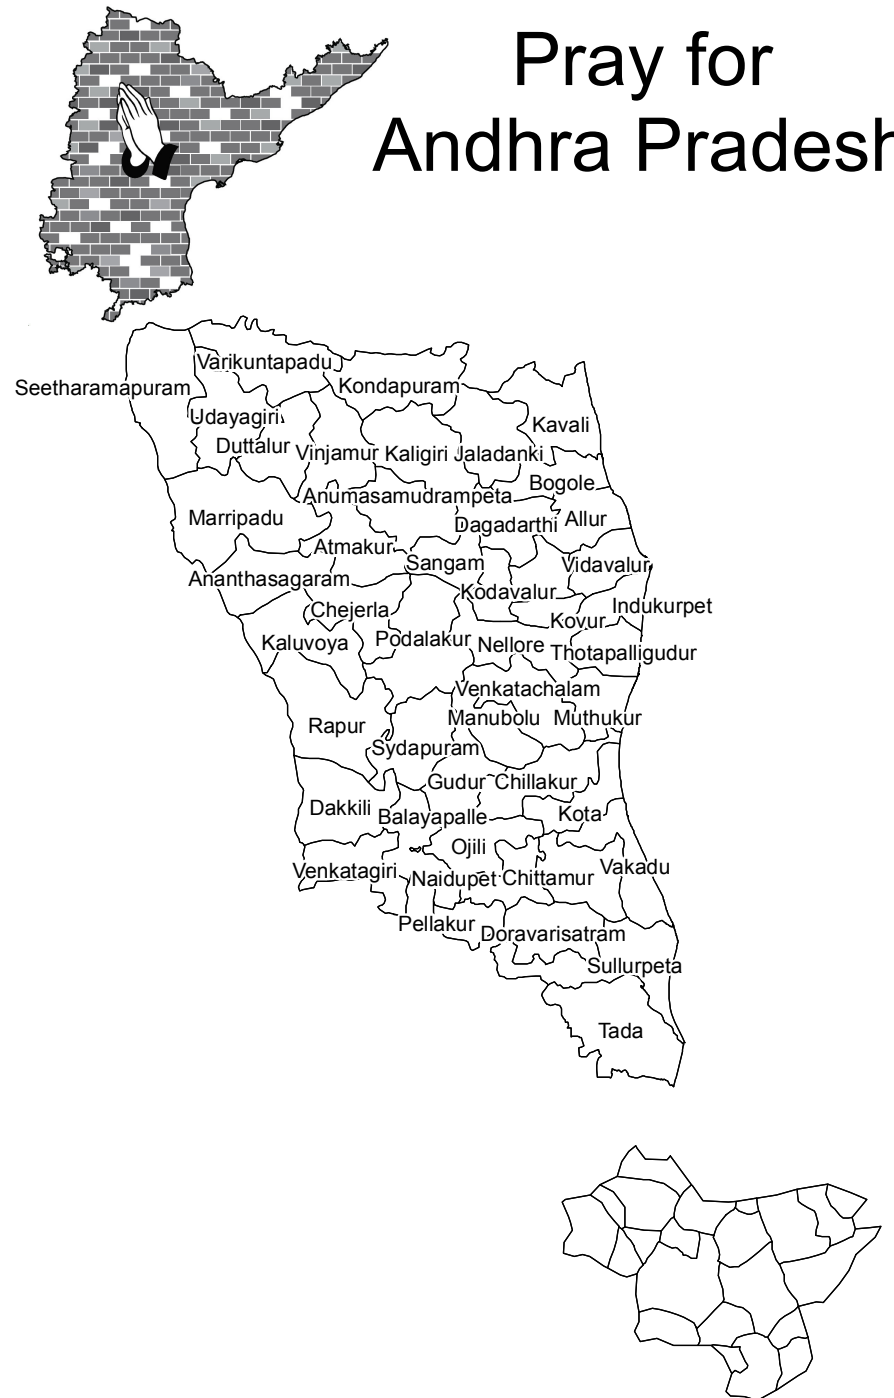 Pray for
Andhra Pradesh
Varikuntapadu
Seetharamapuram
Kondapuram
Udayagiri
Kavali
Duttalur
Vinjamur
Kaligiri
Jaladanki
Bogole
Anumasamudrampeta
Marripadu
Dagadarthi
Allur
Atmakur
Sangam
Vidavalur
Ananthasagaram
Kodavalur
Chejerla
Indukurpet
Kovur
Kaluvoya
Podalakur
Nellore
Thotapalligudur
Venkatachalam
Rapur
Manubolu
Muthukur
Sydapuram
Gudur
Chillakur
Dakkili
Balayapalle
Kota
Ojili
Venkatagiri
Naidupet
Chittamur
Vakadu
Pellakur
Doravarisatram
Sullurpeta
Tada